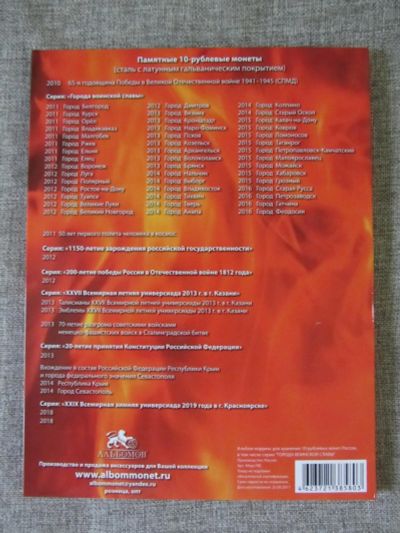 Памятные 10-рублевые монеты
(сталь с латунным гальваническим покрытием)
2010 65-я годовщина Победы в Великой Отечественной войне 1941-1945 (СПМД)
Серия: «Города воинской славы»
2011 Город Белгород
2011 Город Курск
2011 Город Орёл
2011 Город Владикавказ
2011 Город Малгобек
2011 Город Ржев
2011 Город Ельня
2011 Город Елец
2012 Город Воронеж
2012 Город Луга
2012 Город Полярный
2012 Город Ростов-на-Дону
2012 Город Туапсе
2012 Город Великие Луки
2012 Город Великий Новгород
2012 Город Дмитров
2013 Город Вязьма
2013 Город Кронштадт
2013 Город Наро-Фоминск
2013 Город Псков
2013 Город Козельск
2013 Город Архангельск
2013 Город Волоколамск
2013 Город Брянск
2014 Город Нальчик
2014 Город Выборг
2014 Город Владивосток
2014 Город Тихвин
2014 Город Тверь
2014 Город Анапа
2014 Город Колпино
2014 Город Старый Оскол
2015 Город Калач-на-Дону
2015 Город Ковров
2015 Город Ломоносов
2015 Город Таганрог
2015 Город Петропавловск-Камчатский
2015 Город Малоярославец
2015 Город Можайск
2015 Город Хабаровск
2015 Город Грозный
2016 Город Старая Русса
2016 Город Петрозаводск
2016 Город Гатчина
2016 Город Феодосия
2011 50 лет первого полета человека в космос
Серия: «1150-летие зарождения российской государственности»
2012
Серия: «200-летие победы России в Отечественной войне 1812 года»
2012
Серия: «XXVII Всемирная летняя универсиада 2013 г. в г. Казани»
2013 Талисманы XXVII Всемирной летней универсиады 2013 г. в г. Казани
2013 Эмблемы XXVII Всемирной летней универсиады 2013 г. в г. Казани
2013 70-летие разгрома советскими войсками
немецко-фашистских войск в Сталинградской битве
Серия: «20-летие принятия Конституции Российской Федерации»
2013
Вхождение в состав Российской Федерации Республики Крым
и города федерального значения Севастополя
2014 Республика Крым
2014 Город Севастополь
Серия: «XXIX Всемирная зимняя универсиада 2019 года в г. Красноярске»
2018
2018
АЛЬБОМОВ
Производство и продажа аксессуаров для Вашей коллекции
www.albommonet.ru
albommonet@yandex.ru
розница, опт
4 623721 385803